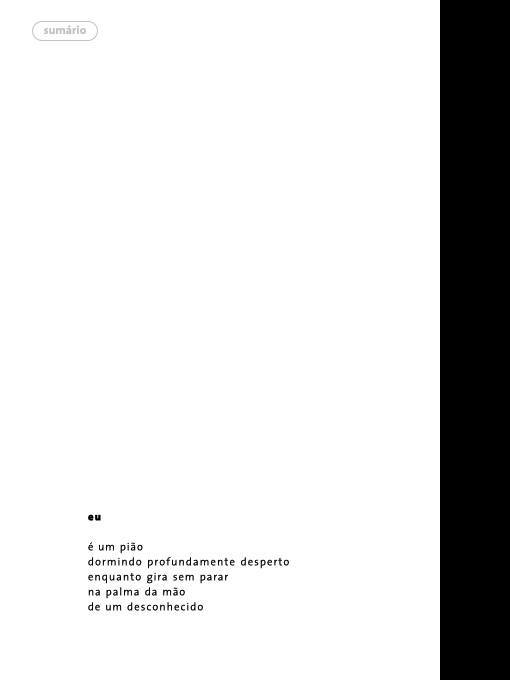 sumário
eu
é um pião
dormindo profundamente desperto
enquanto gira sem parar
na palma da mão
de um desconhecido